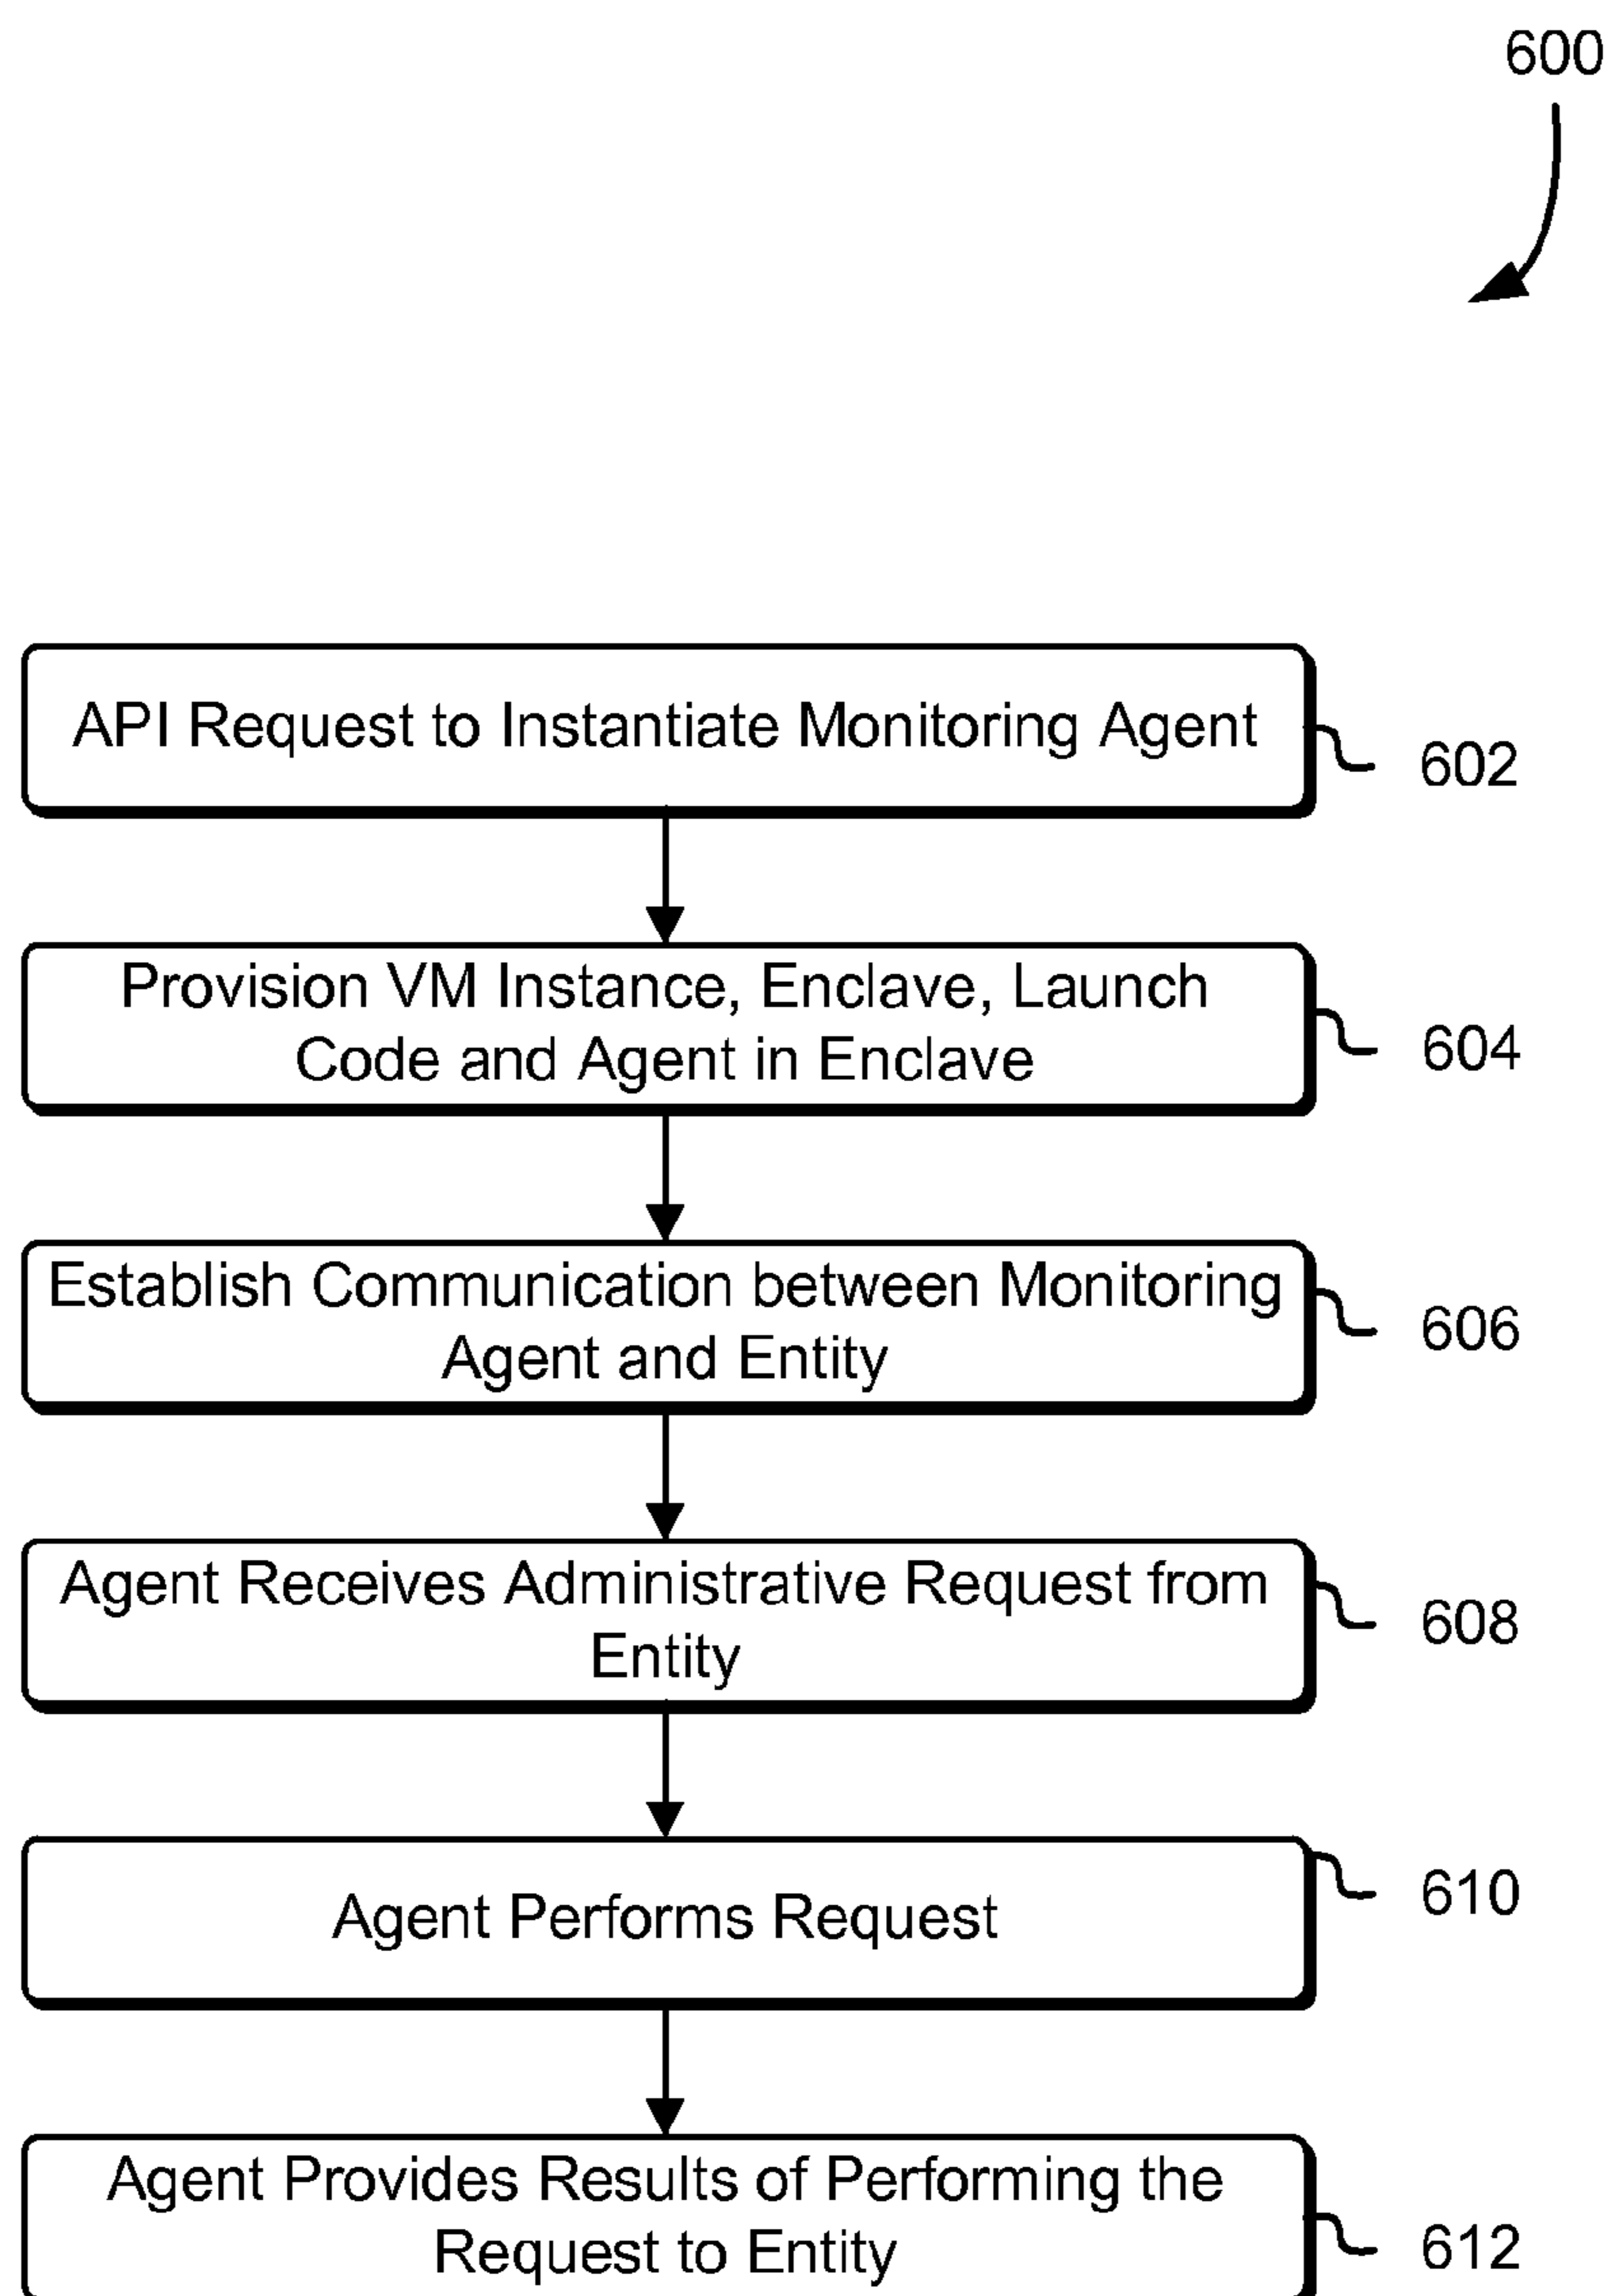 600
API Request to Instantiate Monitoring Agent
602
Provision VM Instance, Enclave, Launch
Code and Agent in Enclave
604
Establish Communication between Monitoring
Agent and Entity
606
Agent Receives Administrative Request from
Entity
608
Agent Performs Request
610
Agent Provides Results of Performing the
Request to Entity
612